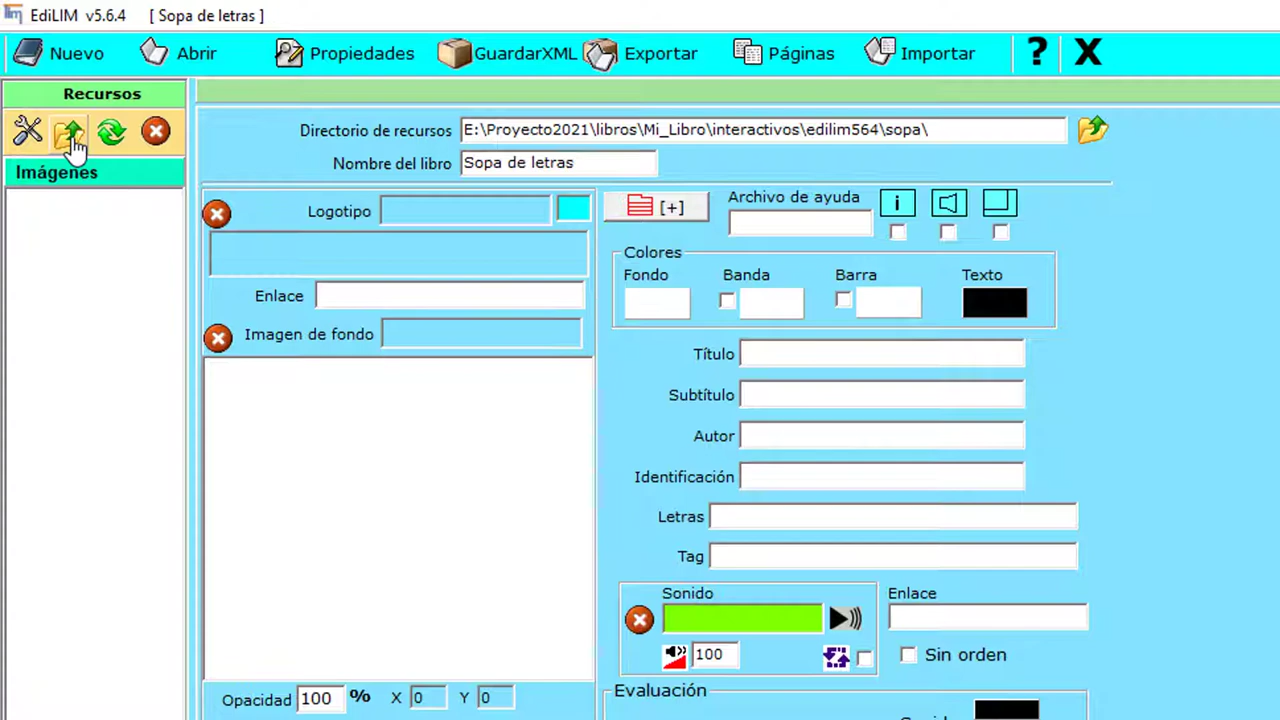 EdiLIM v5.6.4 [ Sopa de letras ]
Nuevo Abrir Propiedades GuardarXML Exportar Páginas Importar ? X
Recursos
Directorio de recursos E:\Proyecto2021\libros\Mi_Libro\interactivos\edilim564\sopa\
Imágenes
Nombre del libro Sopa de letras
Logotipo
[+]
Archivo de ayuda
i
Colores
Fondo Banda Barra Texto
Enlace
Imagen de fondo
Título
Subtítulo
Autor
Identificación
Letras
Tag
Sonido
Enlace
100
Sin orden
Opacidad 100 % X 0 Y 0
Evaluación